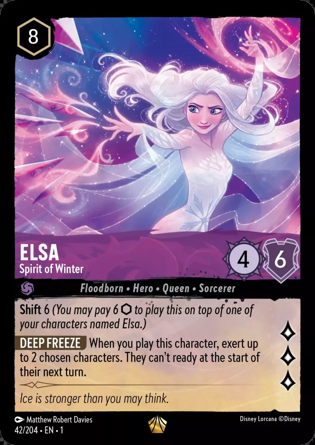 8
ELSA
Spirit of Winter
4
6
Floodborn • Hero • Queen • Sorcerer
Shift 6 (You may pay 6 ⬡ to play this on top of one of
your characters named Elsa.)
DEEP FREEZE When you play this character, exert up
to 2 chosen characters. They can't ready at the start of
their next turn.
Ice is stronger than you may think.
Matthew Robert Davies
Disney Lorcana ©Disney
42/204 • EN • 1